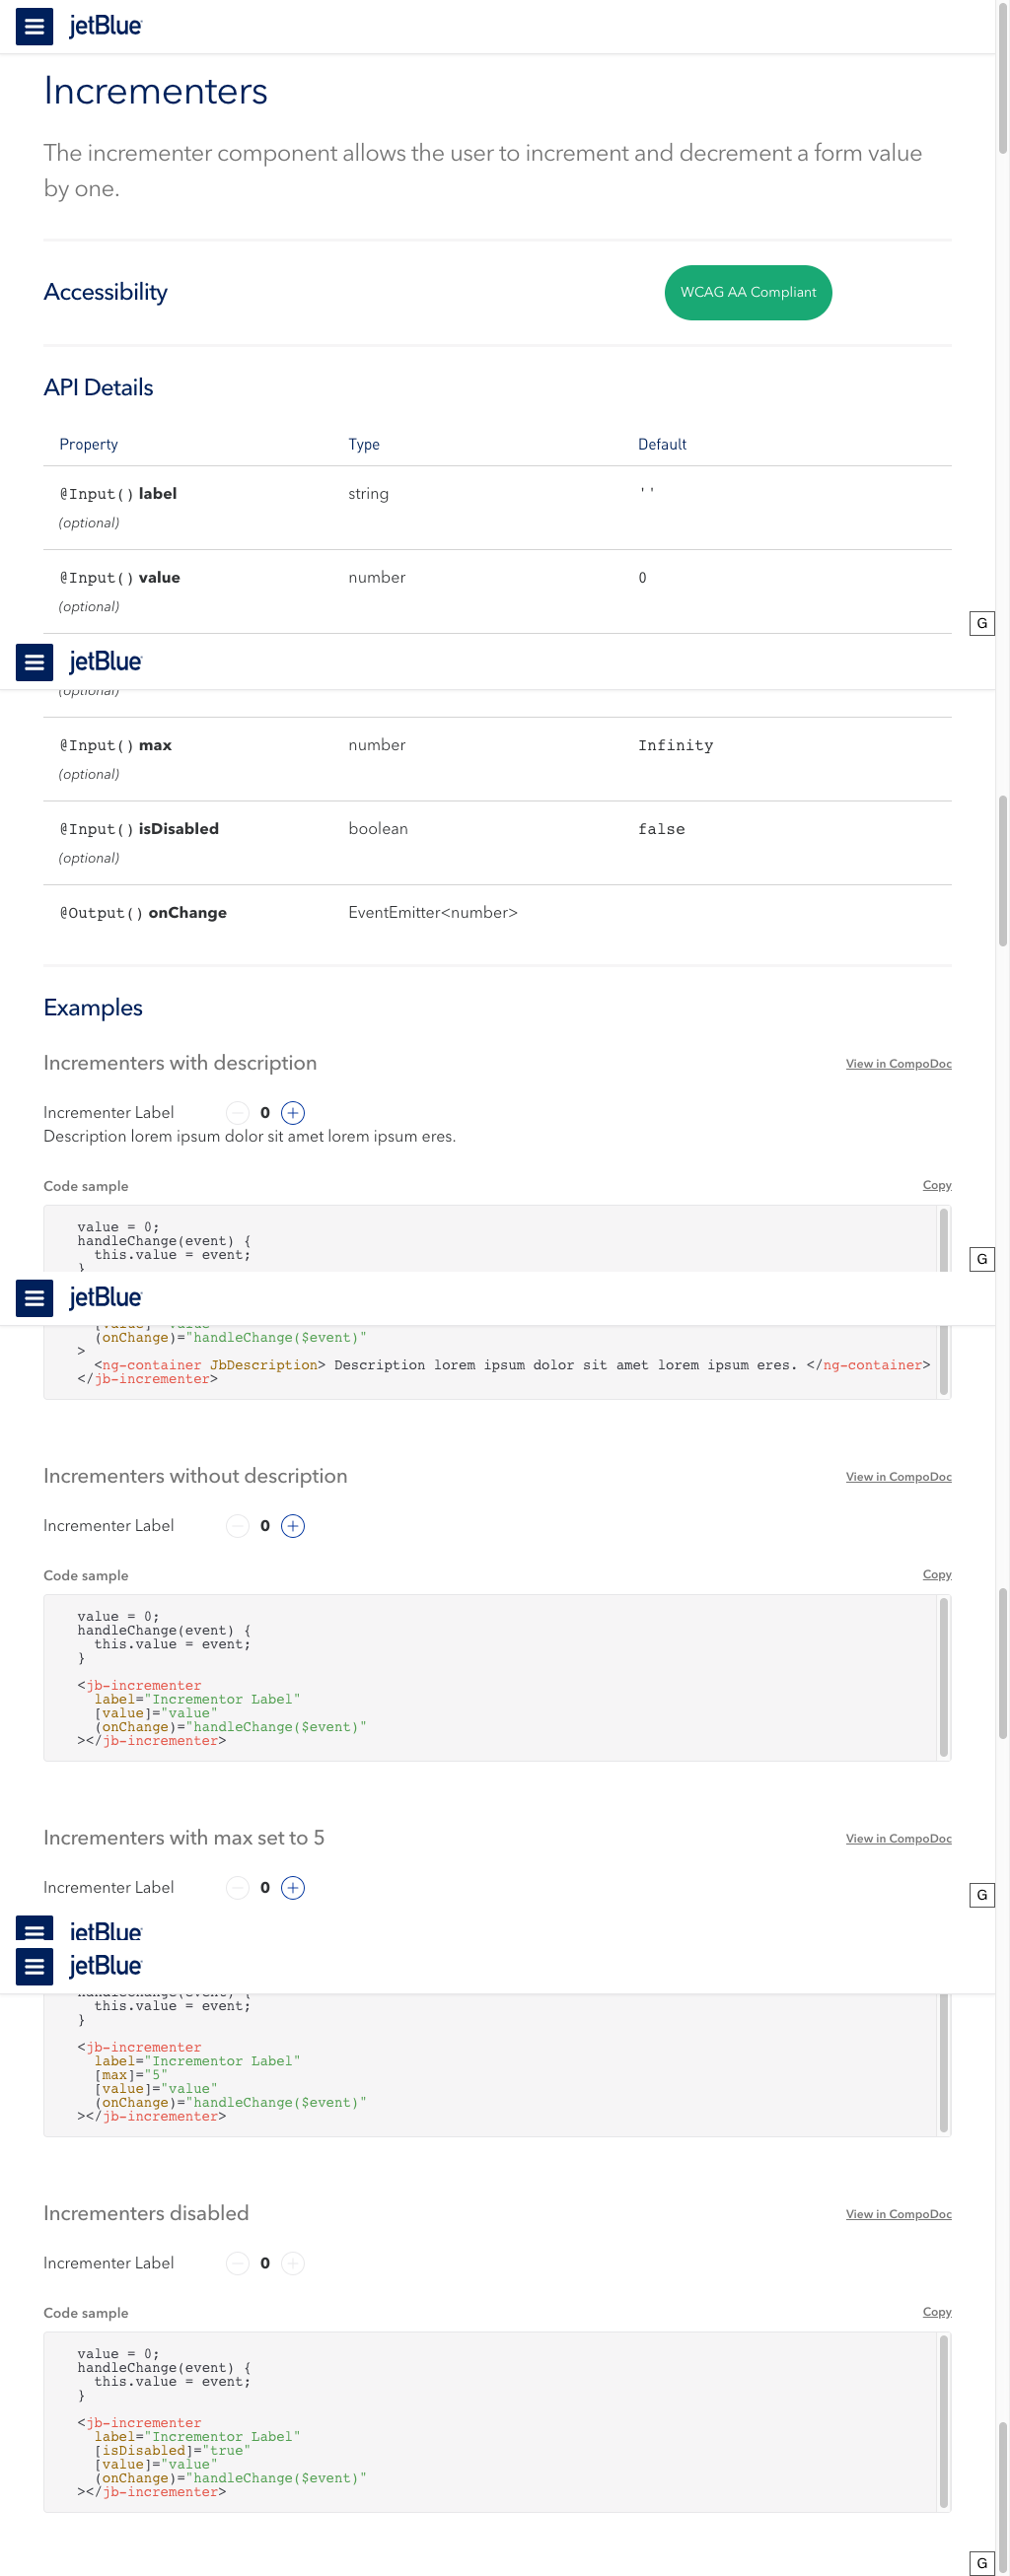 jetBlue
Incrementers
The incrementer component allows the user to increment and decrement a form value
by one.
Accessibility
WCAG AA Compliant
API Details
Property Type Default
@Input() label string ''
(optional)
@Input() value number 0
(optional)
G
jetBlue
(optional)
@Input() max number Infinity
(optional)
@Input() isDisabled boolean false
(optional)
@Output() onChange EventEmitter<number>
Examples
Incrementers with description View in CompoDoc
Incrementer Label 0
Description lorem ipsum dolor sit amet lorem ipsum eres.
Code sample Copy
value = 0;
handleChange(event) {
this.value = event;
}
G
jetBlue
[value]="value"
(onChange)="handleChange($event)"
>
<ng-container JbDescription> Description lorem ipsum dolor sit amet lorem ipsum eres. </ng-container>
</jb-incrementer>
Incrementers without description View in CompoDoc
Incrementer Label 0
Code sample Copy
value = 0;
handleChange(event) {
this.value = event;
}
<jb-incrementer
label="Incrementor Label"
[value]="value"
(onChange)="handleChange($event)"
></jb-incrementer>
Incrementers with max set to 5 View in CompoDoc
Incrementer Label 0
G
jetBlue
jetBlue
handleChange(event) {
this.value = event;
}
<jb-incrementer
label="Incrementor Label"
[max]="5"
[value]="value"
(onChange)="handleChange($event)"
></jb-incrementer>
Incrementers disabled View in CompoDoc
Incrementer Label 0
Code sample Copy
value = 0;
handleChange(event) {
this.value = event;
}
<jb-incrementer
label="Incrementor Label"
[isDisabled]="true"
[value]="value"
(onChange)="handleChange($event)"
></jb-incrementer>
G